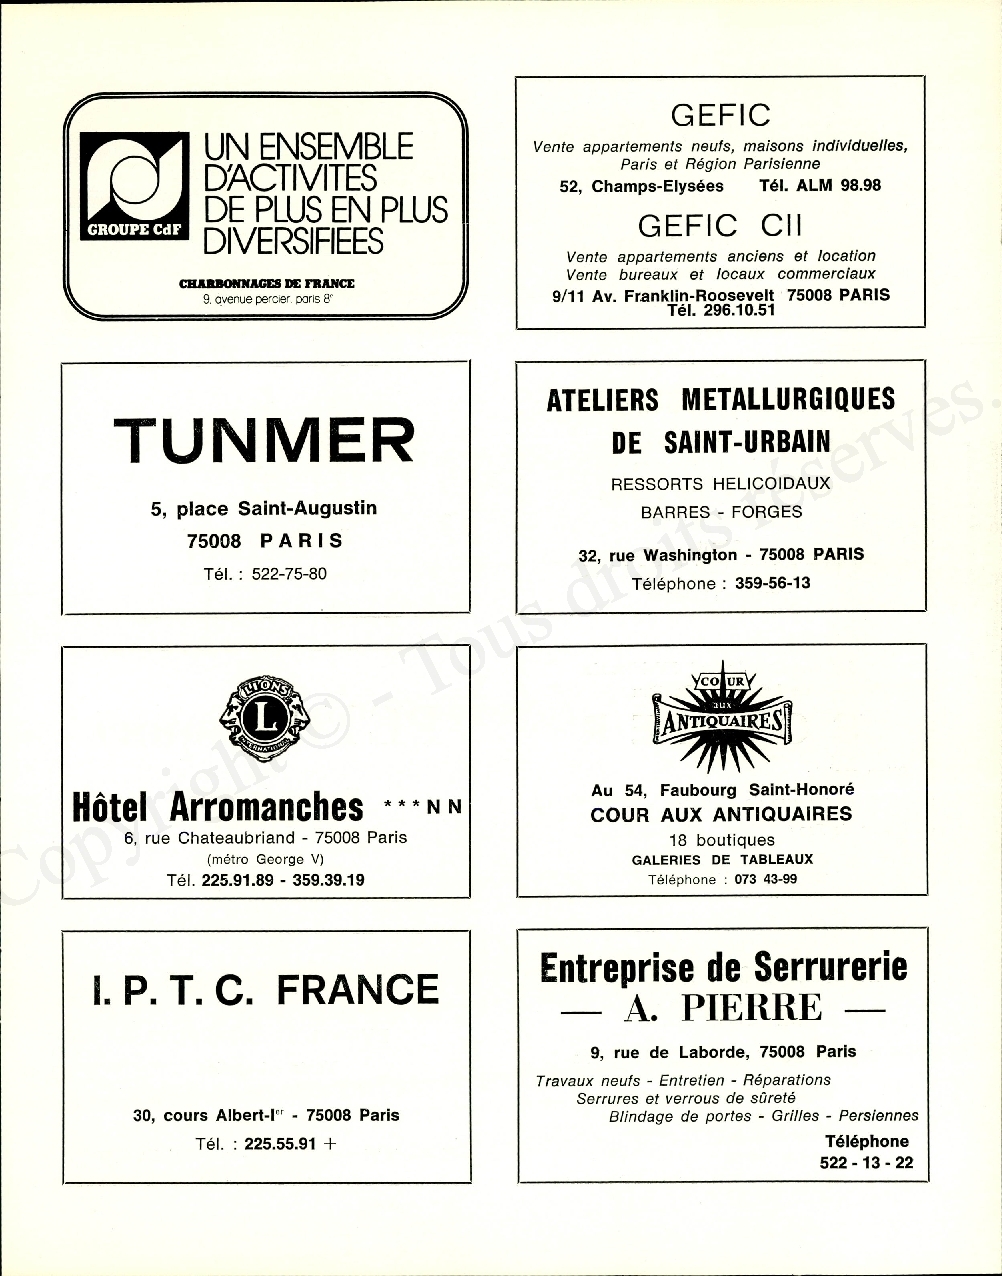 UN ENSEMBLE
D'ACTIVITES
DE PLUS EN PLUS
DIVERSIFIEES
GROUPE CdF
CHARBONNAGES DE FRANCE
9, avenue percier, paris 8e
GEFIC
Vente appartements neufs, maisons individuelles,
Paris et Région Parisienne
52, Champs-Elysées Tél. ALM 98.98
GEFIC CII
Vente appartements anciens et location
Vente bureaux et locaux commerciaux
9/11 Av. Franklin-Roosevelt 75008 PARIS
Tél. 296.10.51
TUNMER
5, place Saint-Augustin
75008 PARIS
Tél. : 522-75-80
ATELIERS METALLURGIQUES
DE SAINT-URBAIN
RESSORTS HELICOIDAUX
BARRES - FORGES
32, rue Washington - 75008 PARIS
Téléphone : 359-56-13
LIONS
L
INTERNATIONAL
Hôtel Arromanches ***NN
6, rue Chateaubriand - 75008 Paris
(métro George V)
Tél. 225.91.89 - 359.39.19
COUR
aux
ANTIQUAIRES
Au 54, Faubourg Saint-Honoré
COUR AUX ANTIQUAIRES
18 boutiques
GALERIES DE TABLEAUX
Téléphone : 073 43-99
I. P. T. C. FRANCE
30, cours Albert-Ier - 75008 Paris
Tél. : 225.55.91 +
Entreprise de Serrurerie
— A. PIERRE —
9, rue de Laborde, 75008 Paris
Travaux neufs - Entretien - Réparations
Serrures et verrous de sûreté
Blindage de portes - Grilles - Persiennes
Téléphone
522 - 13 - 22
Copyright © - Tous droits réservés.